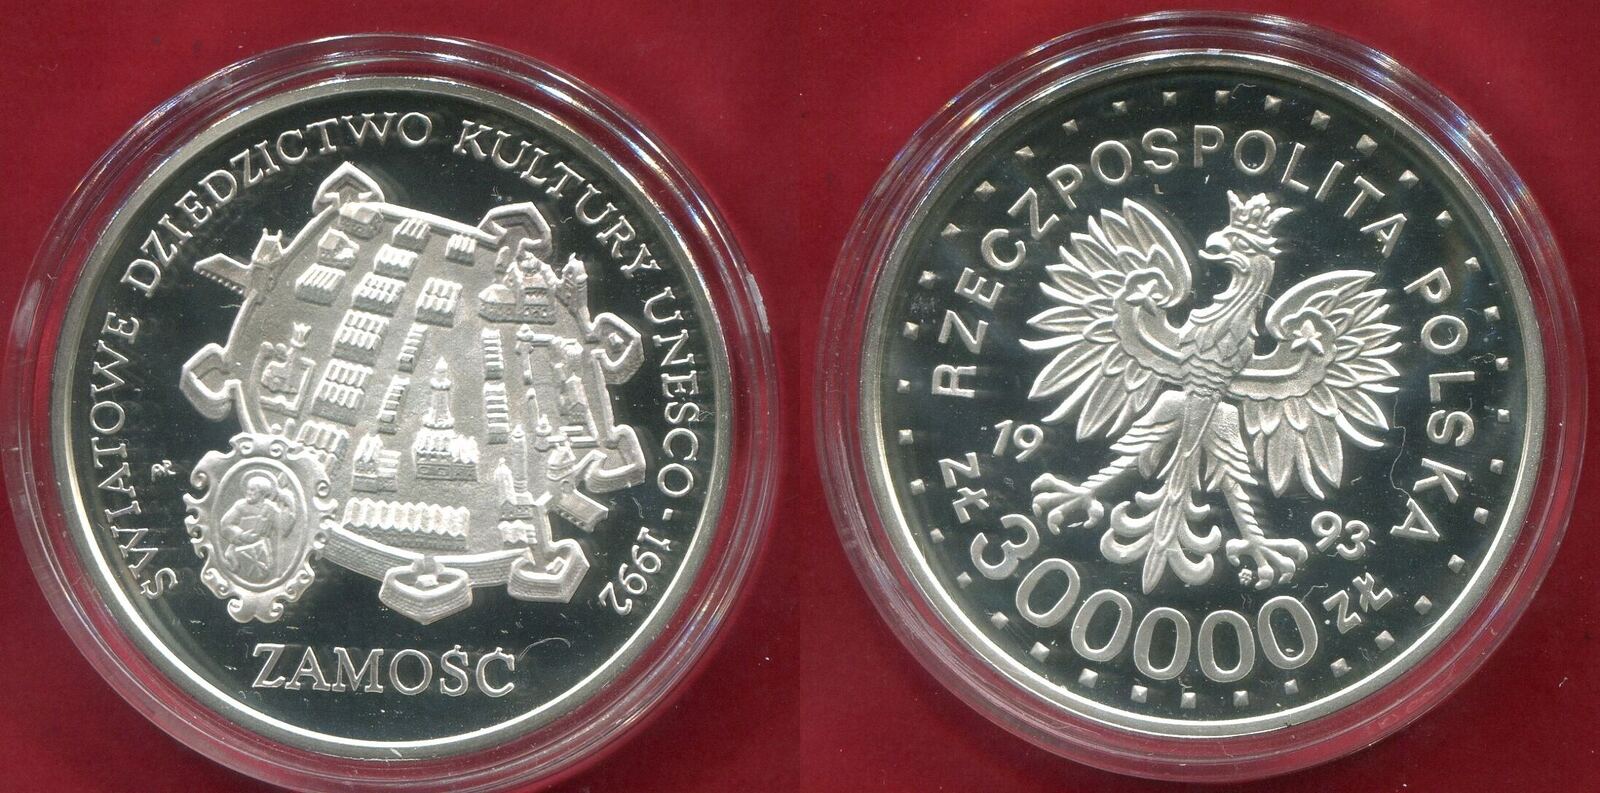 ŚWIATOWE DZIEDZICTWO KULTURY UNESCO - 1992
ZAMOŚĆ
RZECZPOSPOLITA POLSKA
19 93
ZŁ 300000 ZŁ